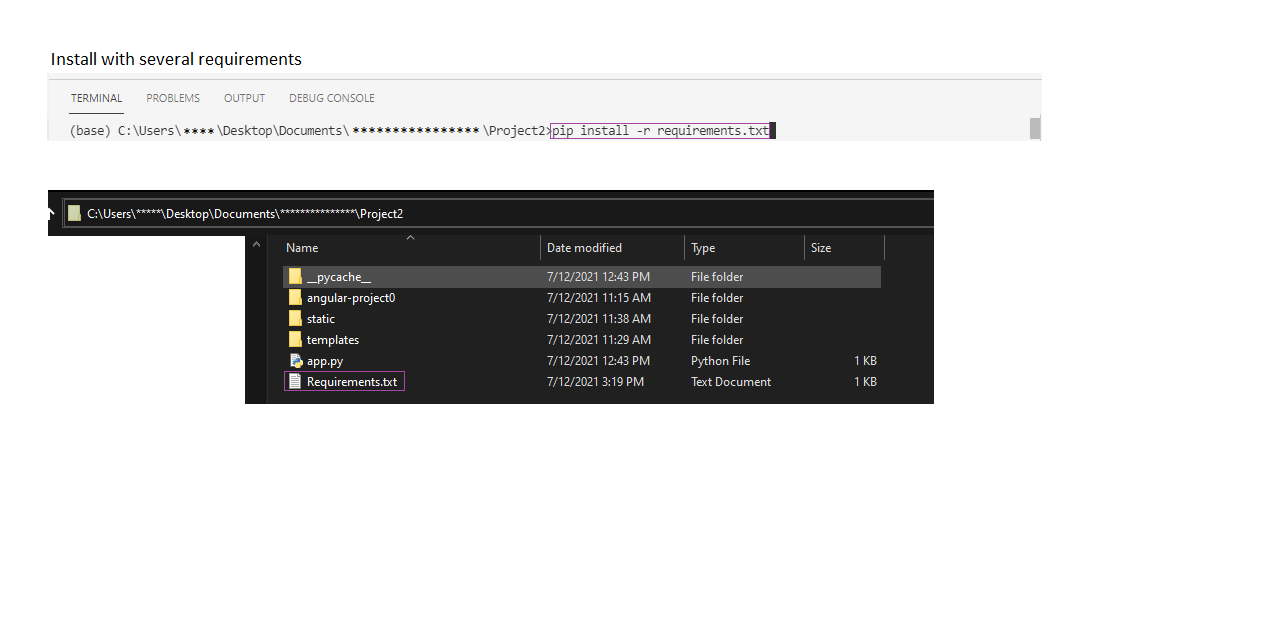 Install with several requirements
TERMINAL PROBLEMS OUTPUT DEBUG CONSOLE
(base) C:\Users\****\Desktop\Documents\****************\Project2>pip install -r requirements.txt
C:\Users\*****\Desktop\Documents\***************\Project2
Name Date modified Type Size
__pycache__ 7/12/2021 12:43 PM File folder
angular-project0 7/12/2021 11:15 AM File folder
static 7/12/2021 11:38 AM File folder
templates 7/12/2021 11:29 AM File folder
app.py 7/12/2021 12:43 PM Python File 1 KB
Requirements.txt 7/12/2021 3:19 PM Text Document 1 KB